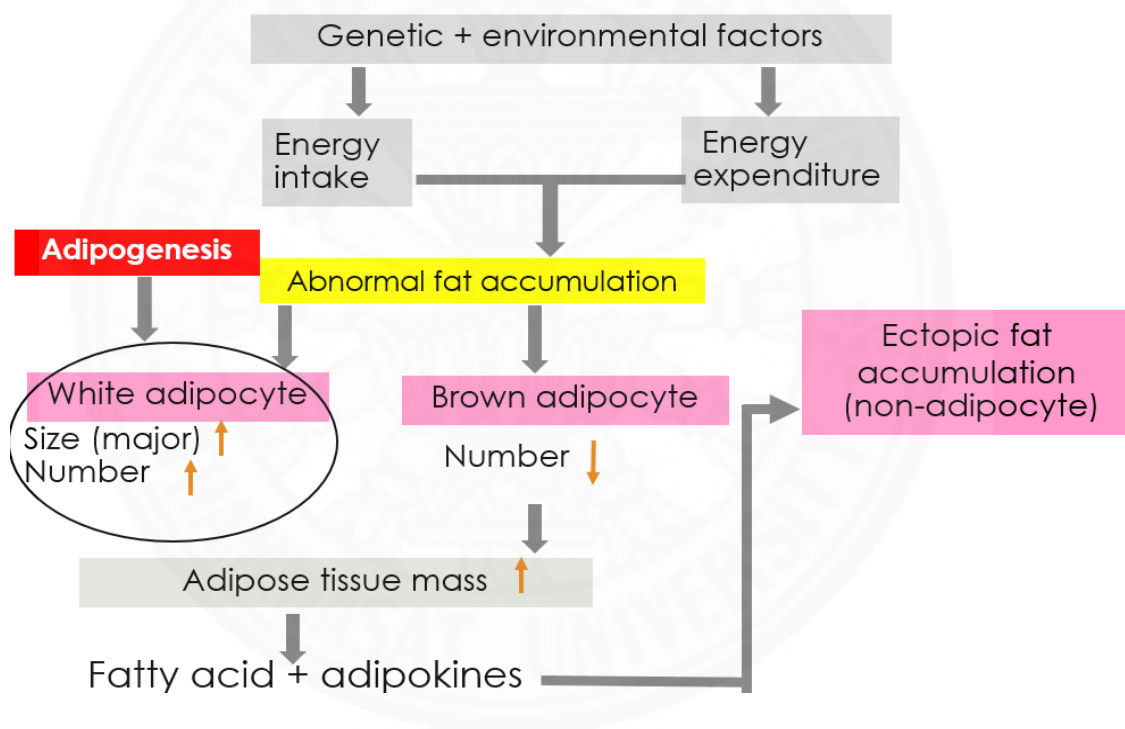 Genetic + environmental factors
Energy
intake
Energy
expenditure
Adipogenesis
Abnormal fat accumulation
White adipocyte
Size (major)
Number
Brown adipocyte
Number
Ectopic fat
accumulation
(non-adipocyte)
Adipose tissue mass
Fatty acid + adipokines